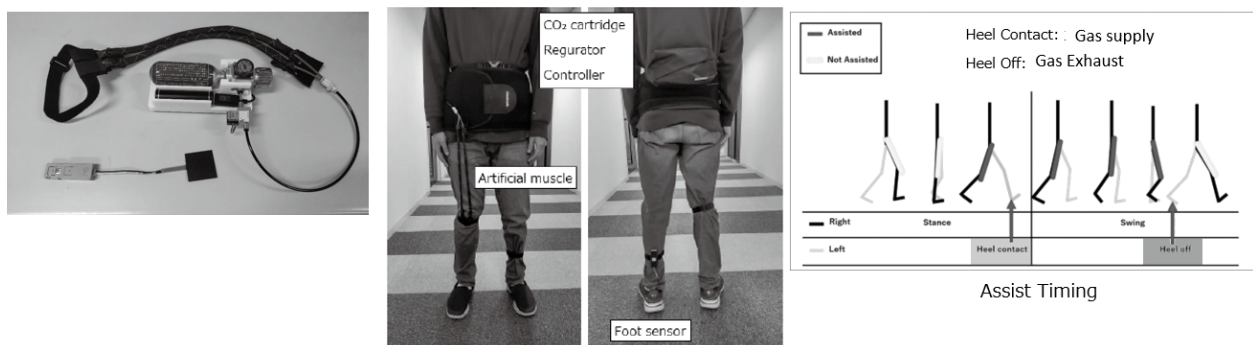 CO₂ cartridge
Regurator
Controller
Artificial muscle
Foot sensor
Assisted
Not Assisted
Heel Contact: Gas supply
Heel Off: Gas Exhaust
Right
Stance
Swing
Left
Heel contact
Heel off
Assist Timing